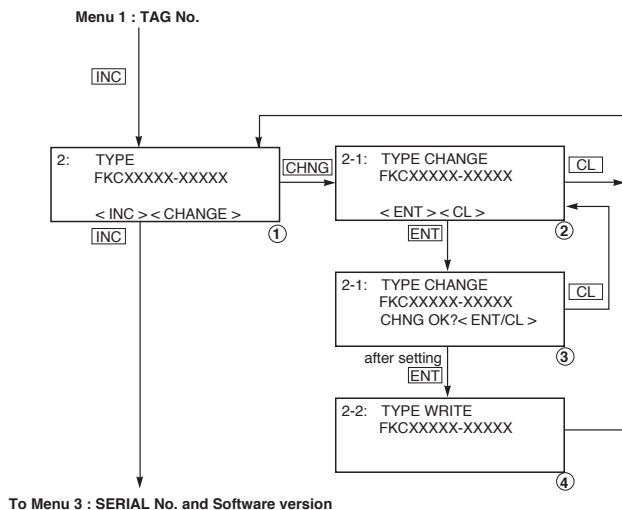 Menu 1 : TAG No.
INC
2: TYPE
FKCXXXXX-XXXXX
< INC > < CHANGE >
①
CHNG
2-1: TYPE CHANGE
FKCXXXXX-XXXXX
< ENT > < CL >
②
CL
INC
ENT
2-1: TYPE CHANGE
FKCXXXXX-XXXXX
CHNG OK?< ENT/CL >
③
CL
after setting
ENT
2-2: TYPE WRITE
FKCXXXXX-XXXXX
④
To Menu 3 : SERIAL No. and Software version